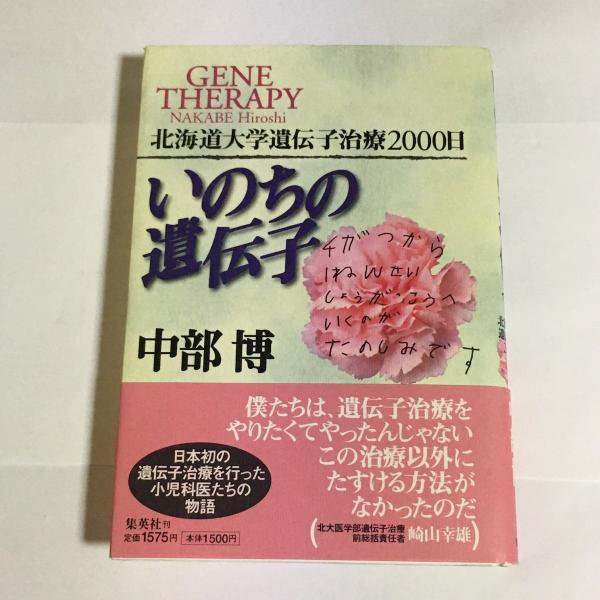 GENE
THERAPY
NAKABE Hiroshi
北海道大学遺伝子治療2000日
いのちの
遺伝子
4がつから
1ねんせい
しょうがこうへ
いくのが
たのしみです
中部 博
僕たちは、遺伝子治療を
やりたくてやったんじゃない
この治療以外に
たすける方法が
なかったのだ
(北大医学部遺伝子治療
前総括責任者 崎山幸雄)
日本初の
遺伝子治療を行った
小児科医たちの
物語
集英社刊
定価1575円 本体1500円